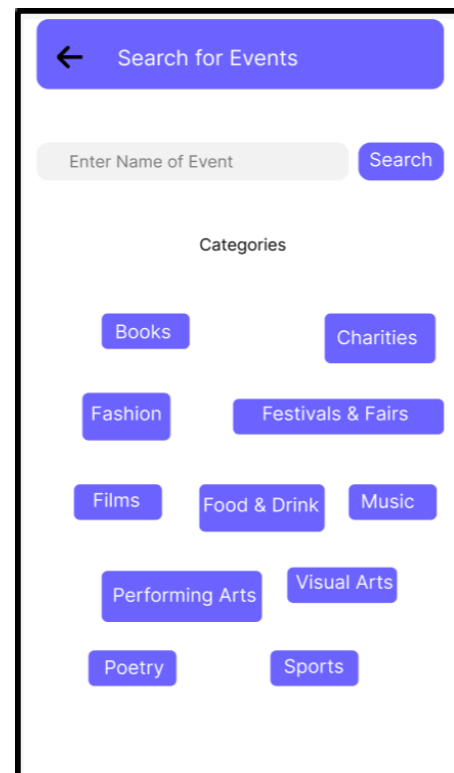 Search for Events
Enter Name of Event
Search
Categories
Books
Charities
Fashion
Festivals & Fairs
Films
Food & Drink
Music
Performing Arts
Visual Arts
Poetry
Sports